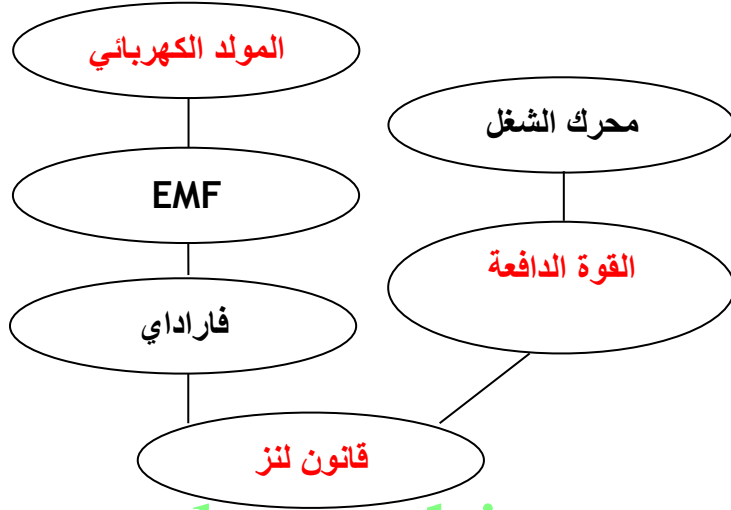 المولد الكهربائي
محرك الشغل
EMF
القوة الدافعة
فاراداي
قانون لنز